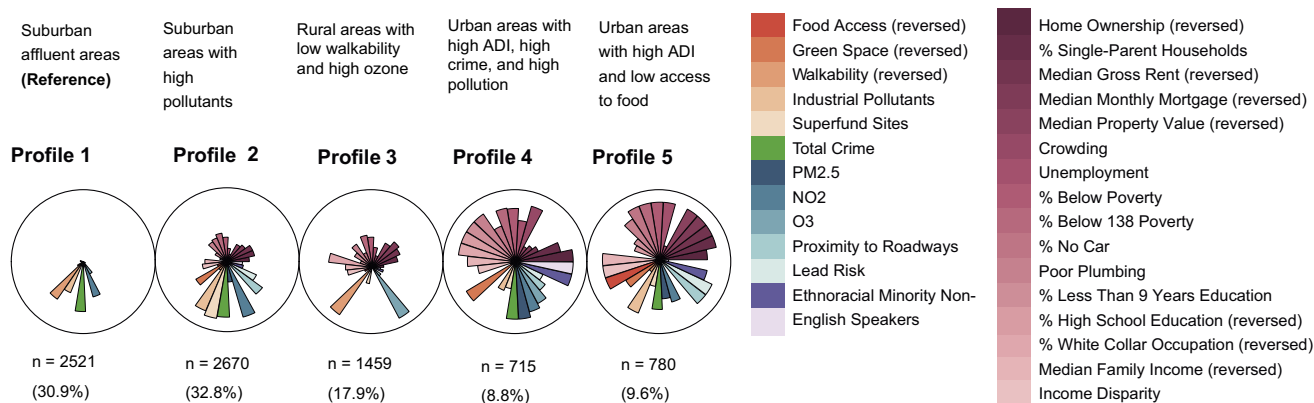 Suburban
affluent areas
(Reference)
Suburban
areas with
high
pollutants
Rural areas with
low walkability
and high ozone
Urban areas with
high ADI, high
crime, and high
pollution
Urban areas
with high ADI
and low access
to food
Profile 1
Profile 2
Profile 3
Profile 4
Profile 5
n = 2521
(30.9%)
n = 2670
(32.8%)
n = 1459
(17.9%)
n = 715
(8.8%)
n = 780
(9.6%)
Food Access (reversed)
Green Space (reversed)
Walkability (reversed)
Industrial Pollutants
Superfund Sites
Total Crime
PM2.5
NO2
O3
Proximity to Roadways
Lead Risk
Ethnoracial Minority Non-
English Speakers
Home Ownership (reversed)
% Single-Parent Households
Median Gross Rent (reversed)
Median Monthly Mortgage (reversed)
Median Property Value (reversed)
Crowding
Unemployment
% Below Poverty
% Below 138 Poverty
% No Car
Poor Plumbing
% Less Than 9 Years Education
% High School Education (reversed)
% White Collar Occupation (reversed)
Median Family Income (reversed)
Income Disparity